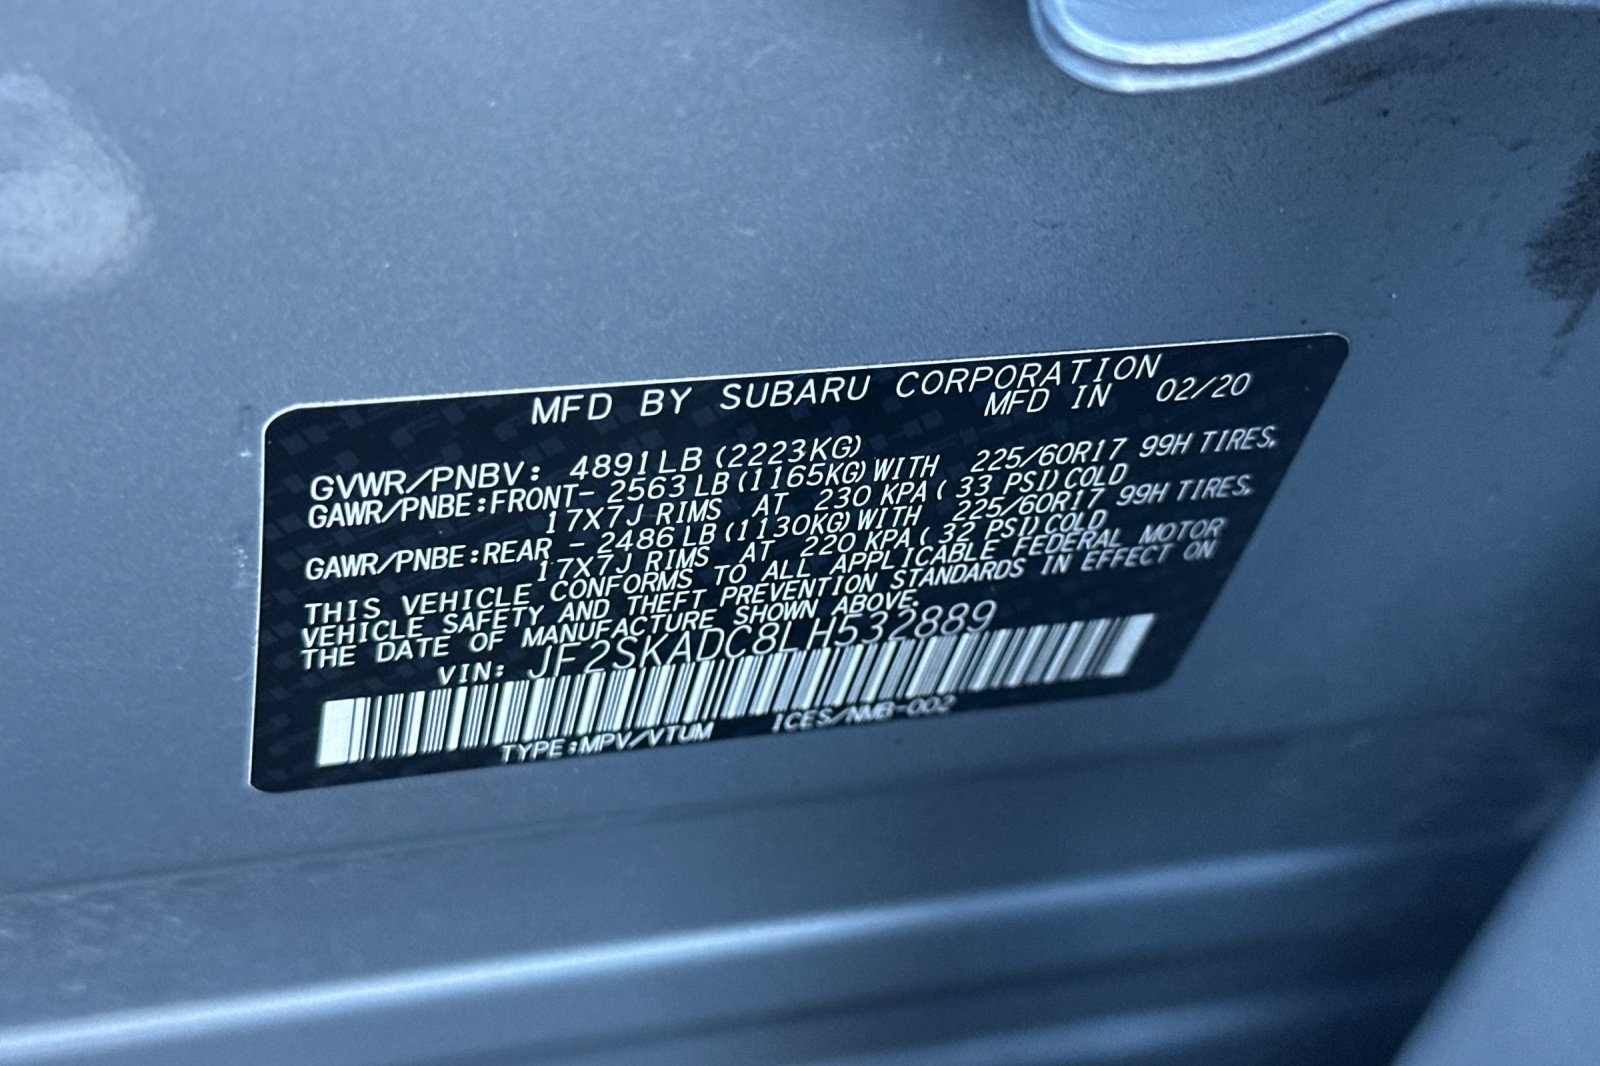 MFD BY SUBARU CORPORATION
MFD IN 02/20
GVWR/PNBV: 4891LB (2223KG)
GAWR/PNBE:FRONT- 2563 LB (1165KG) WITH 225/60R17 99H TIRES,
17X7J RIMS AT 230 KPA ( 33 PSI) COLD
GAWR/PNBE:REAR - 2486 LB (1130KG) WITH 225/60R17 99H TIRES,
17X7J RIMS AT 220 KPA ( 32 PSI) COLD
THIS VEHICLE CONFORMS TO ALL APPLICABLE FEDERAL MOTOR
VEHICLE SAFETY AND THEFT PREVENTION STANDARDS IN EFFECT ON
THE DATE OF MANUFACTURE SHOWN ABOVE.
VIN: JF2SKADC8LH532889
TYPE:MPV/VTUM ICES/NMB-002